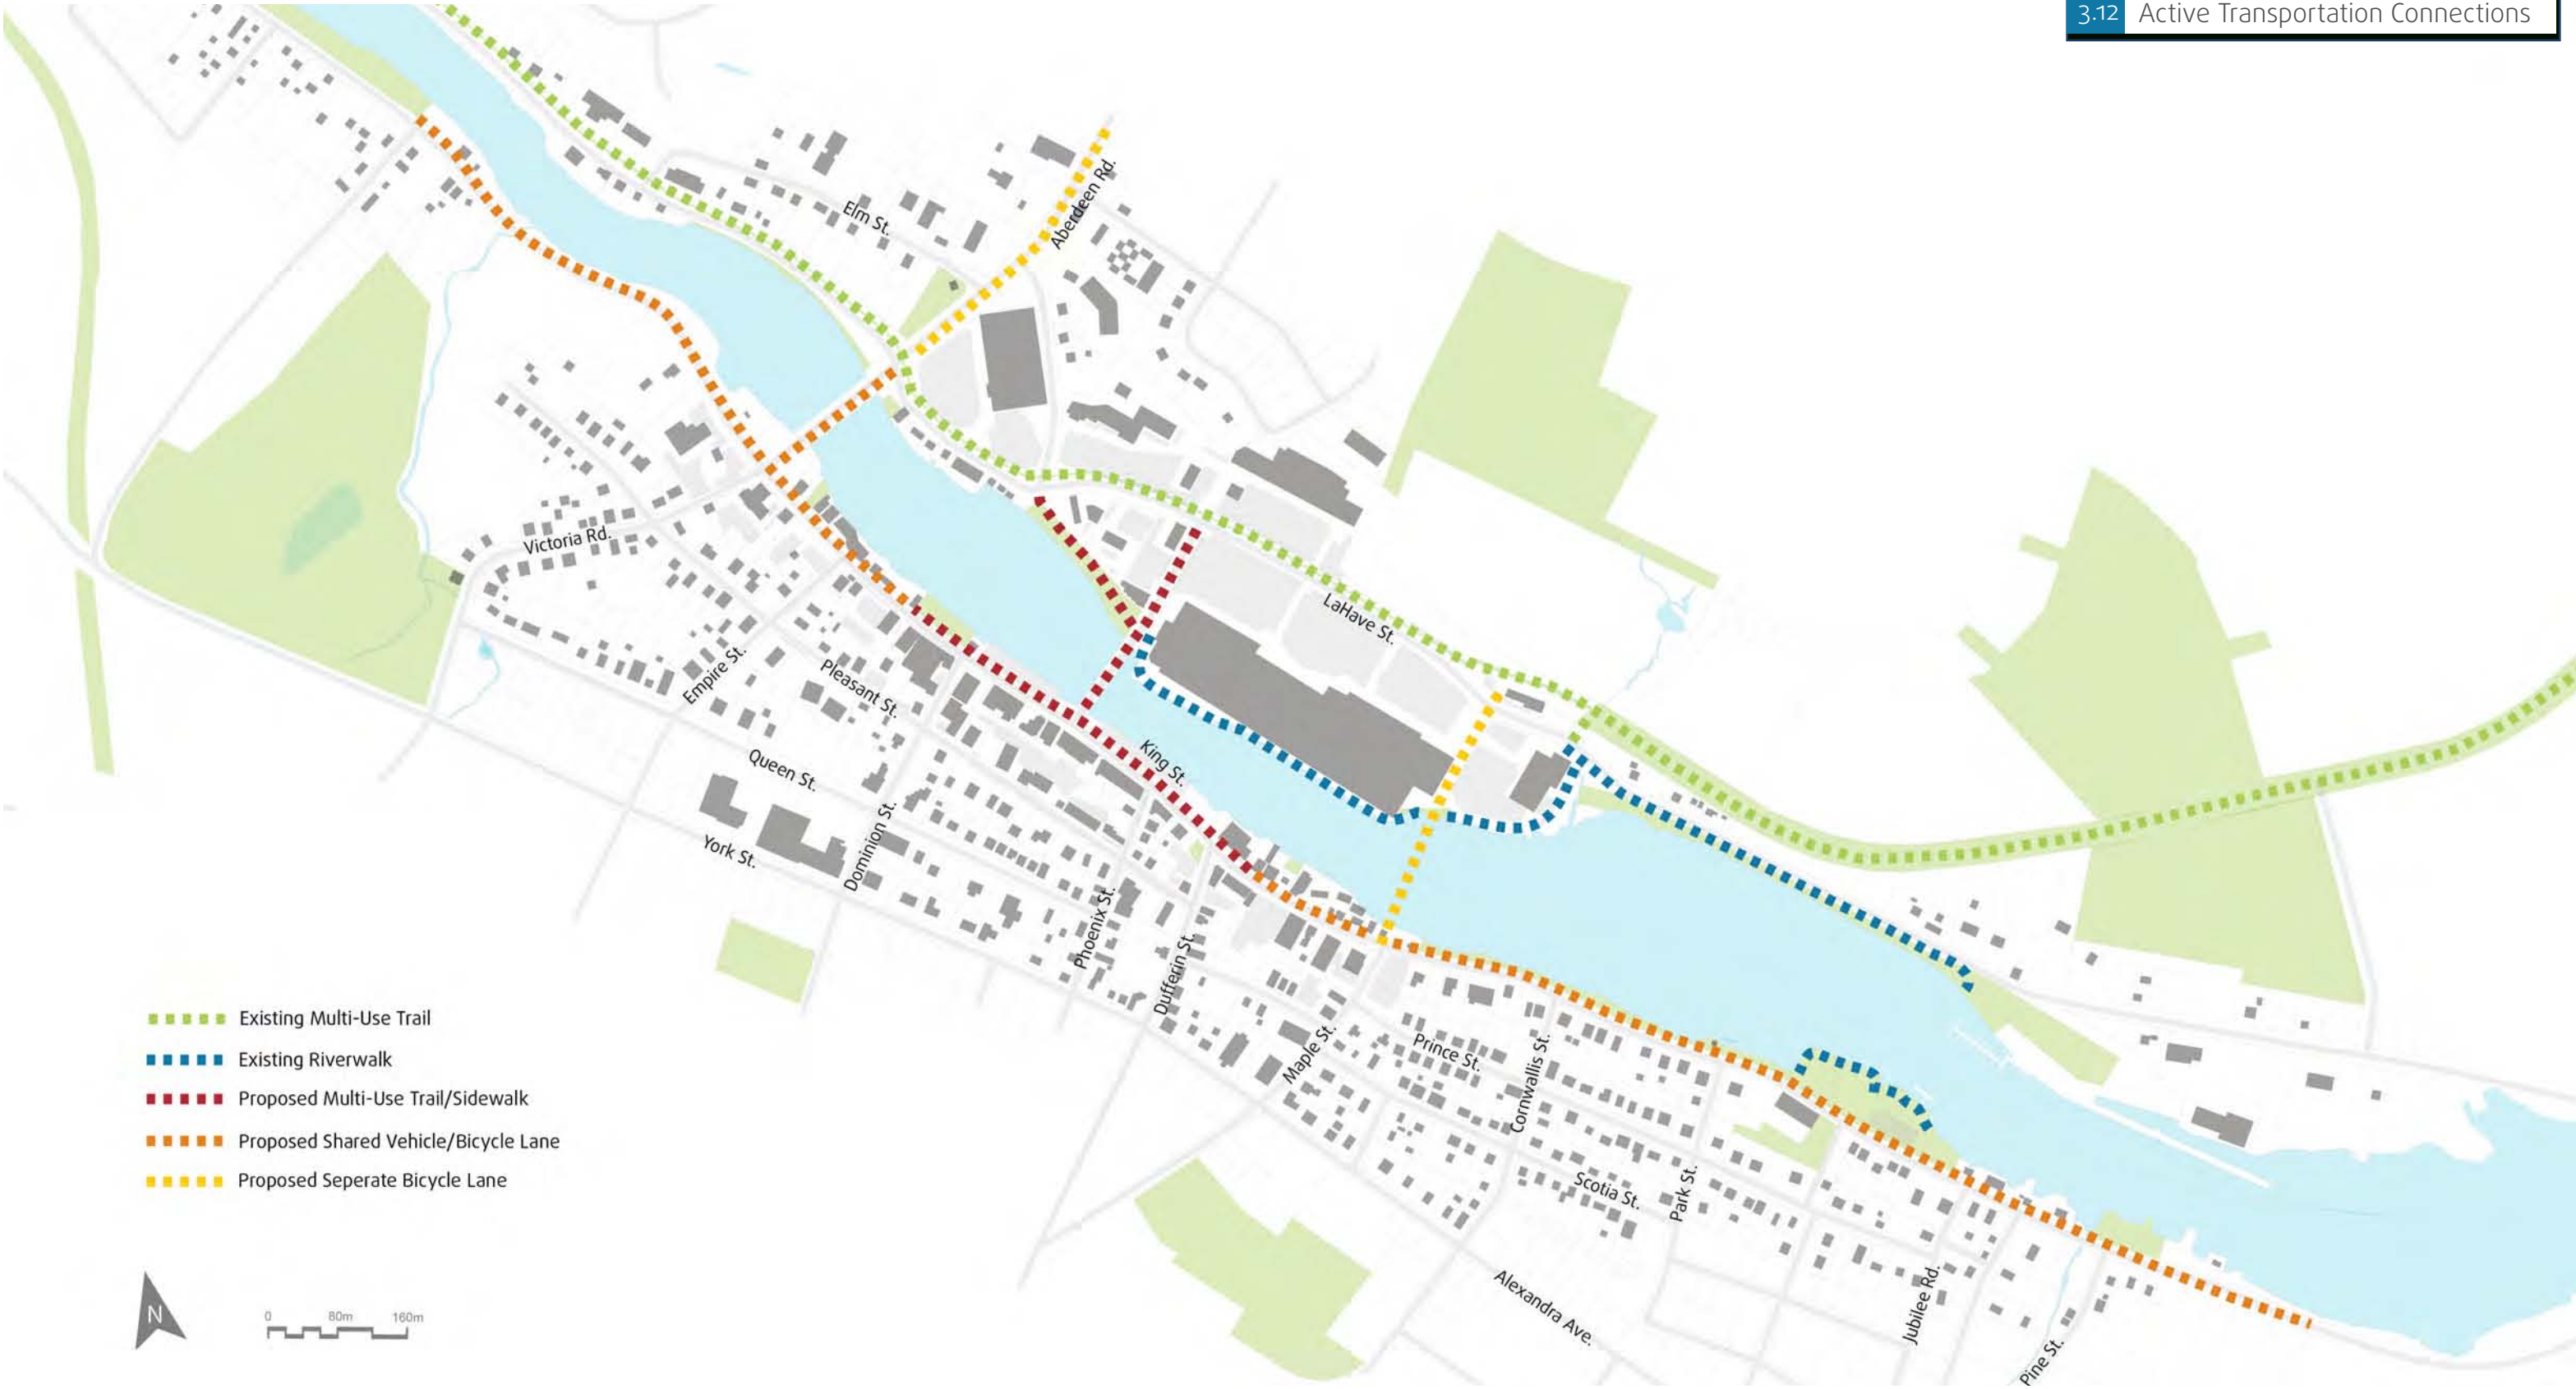 3.12 Active Transportation Connections
Aberdeen Rd.
Elm St.
Victoria Rd.
LaHave St.
Empire St.
Pleasant St.
King St.
Queen St.
York St.
Dominion St.
Phoenix St.
Dufferin St.
Maple St.
Prince St.
Cornwallis St.
Scotia St.
Park St.
Alexandra Ave.
Jubilee Rd.
Pine St.
Existing Multi-Use Trail
Existing Riverwalk
Proposed Multi-Use Trail/Sidewalk
Proposed Shared Vehicle/Bicycle Lane
Proposed Seperate Bicycle Lane
N
0 80m 160m